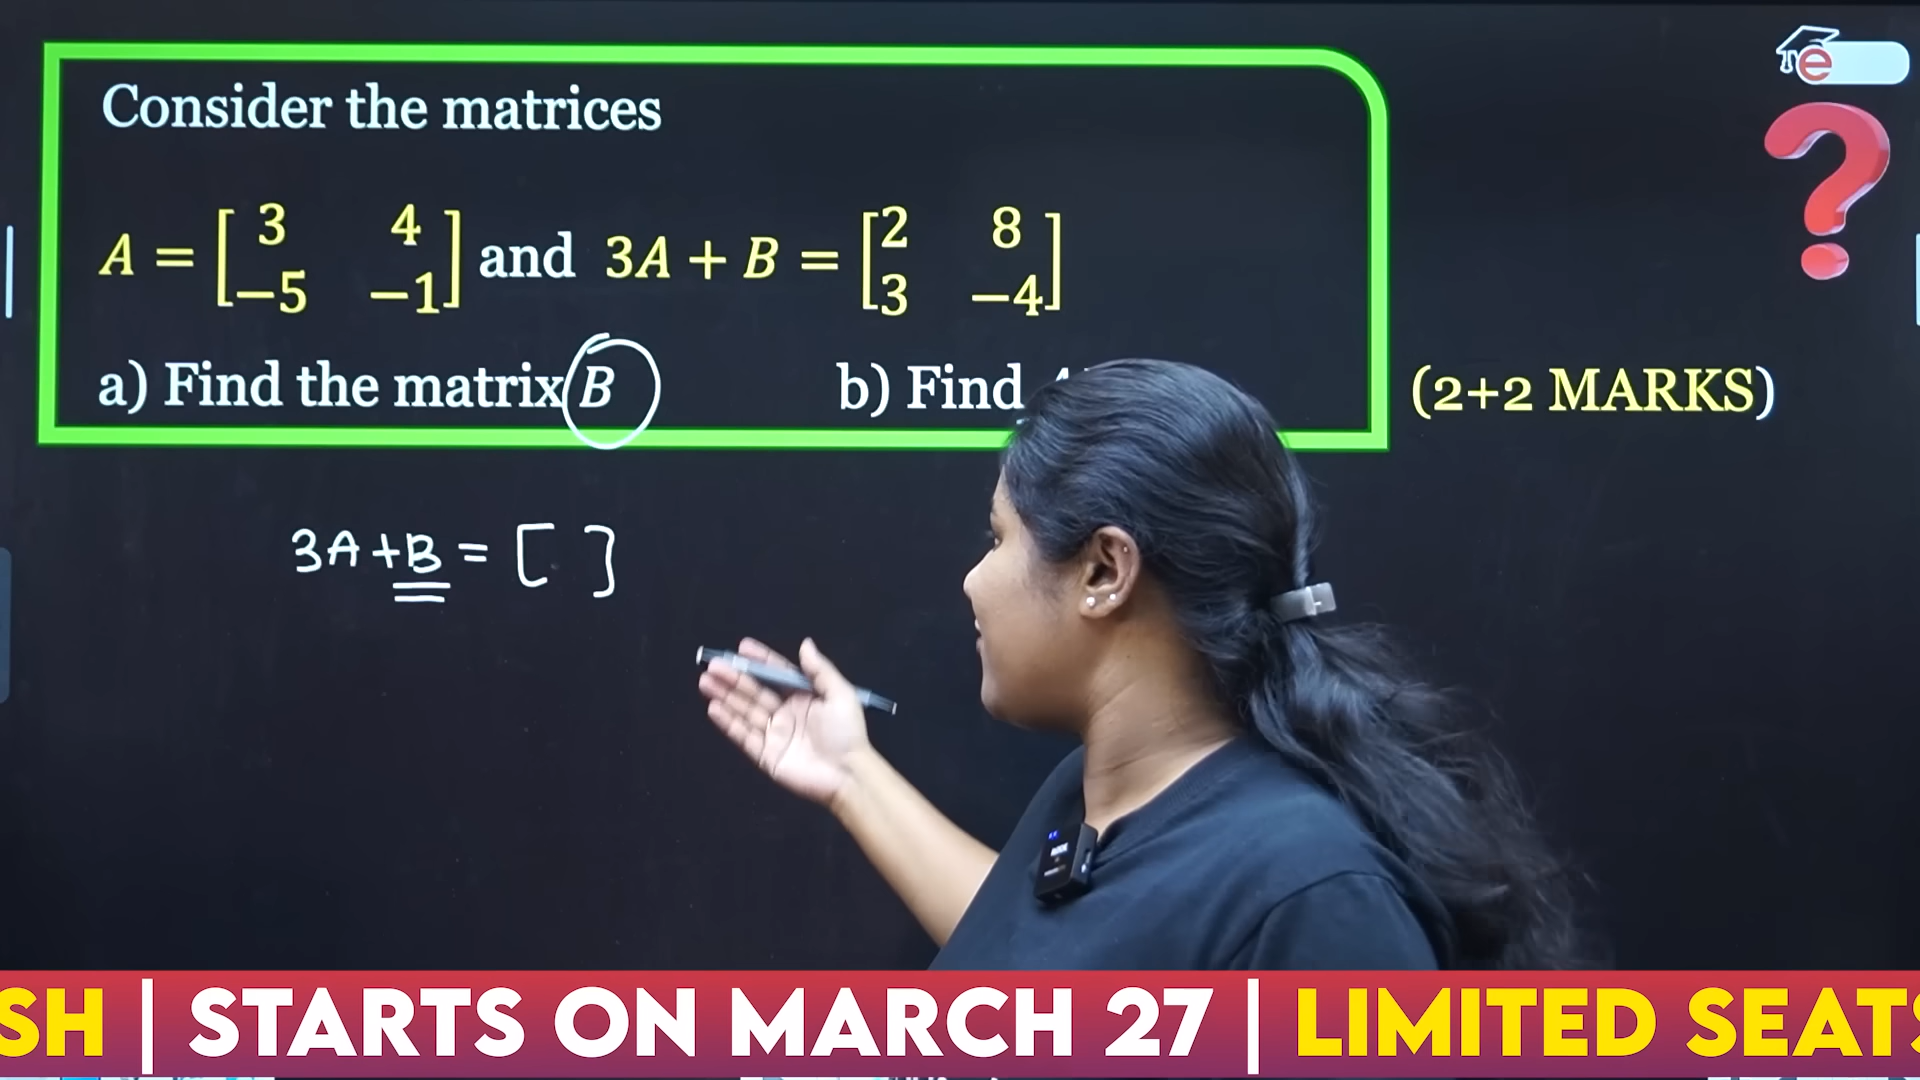 e
Consider the matrices
A = [3 4 −5 −1] and 3A + B = [2 8 3 −4]
a) Find the matrix B b) Find (2+2 MARKS)
3A+B = [ ]
SH | STARTS ON MARCH 27 | LIMITED SEATS